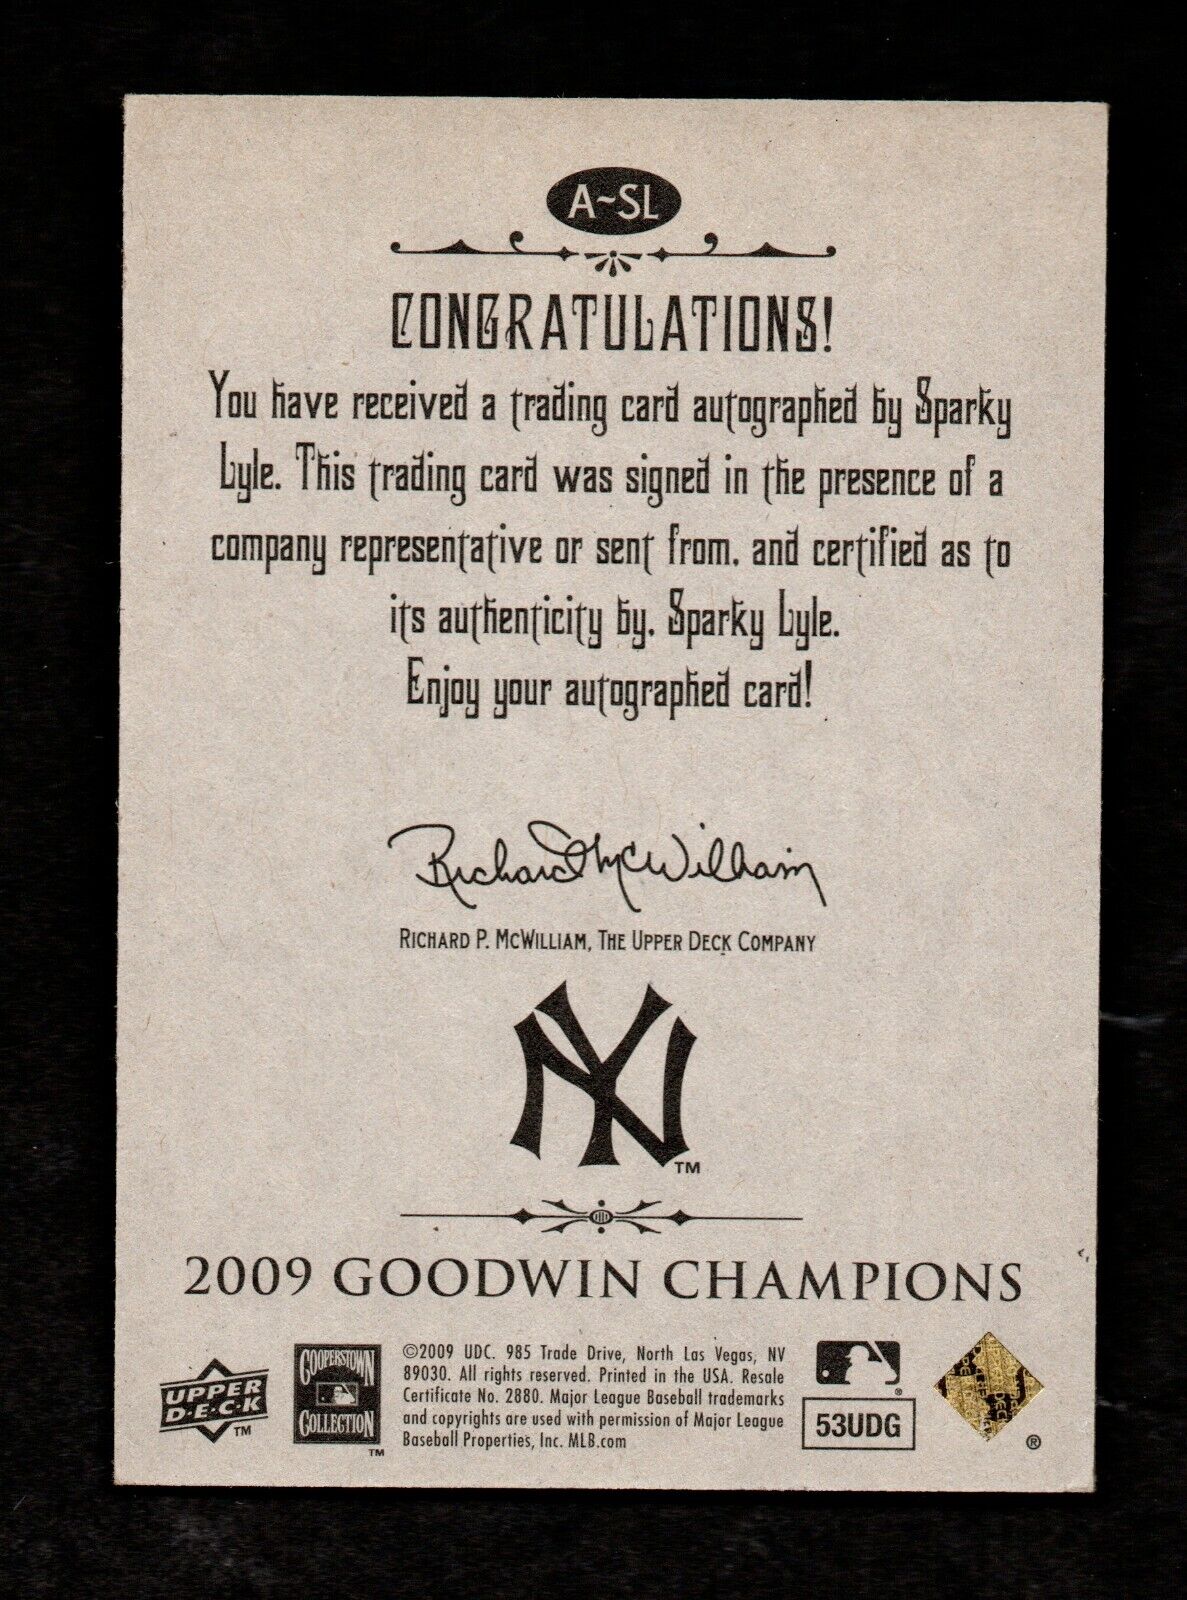 A~SL
CONGRATULATIONS!
You have received a trading card autographed by Sparky
Lyle. This trading card was signed in the presence of a
company representative or sent from, and certified as to
its authenticity by, Sparky Lyle.
Enjoy your autographed card!
Richard McWilliam
RICHARD P. MCWILLIAM, THE UPPER DECK COMPANY
NY
TM
2009 GOODWIN CHAMPIONS
UPPER
D•E•C•K
TM
COOPERSTOWN
COLLECTION
TM
©2009 UDC. 985 Trade Drive, North Las Vegas, NV
89030. All rights reserved. Printed in the USA. Resale
Certificate No. 2880. Major League Baseball trademarks
and copyrights are used with permission of Major League
Baseball Properties, Inc. MLB.com
®
53UDG
®